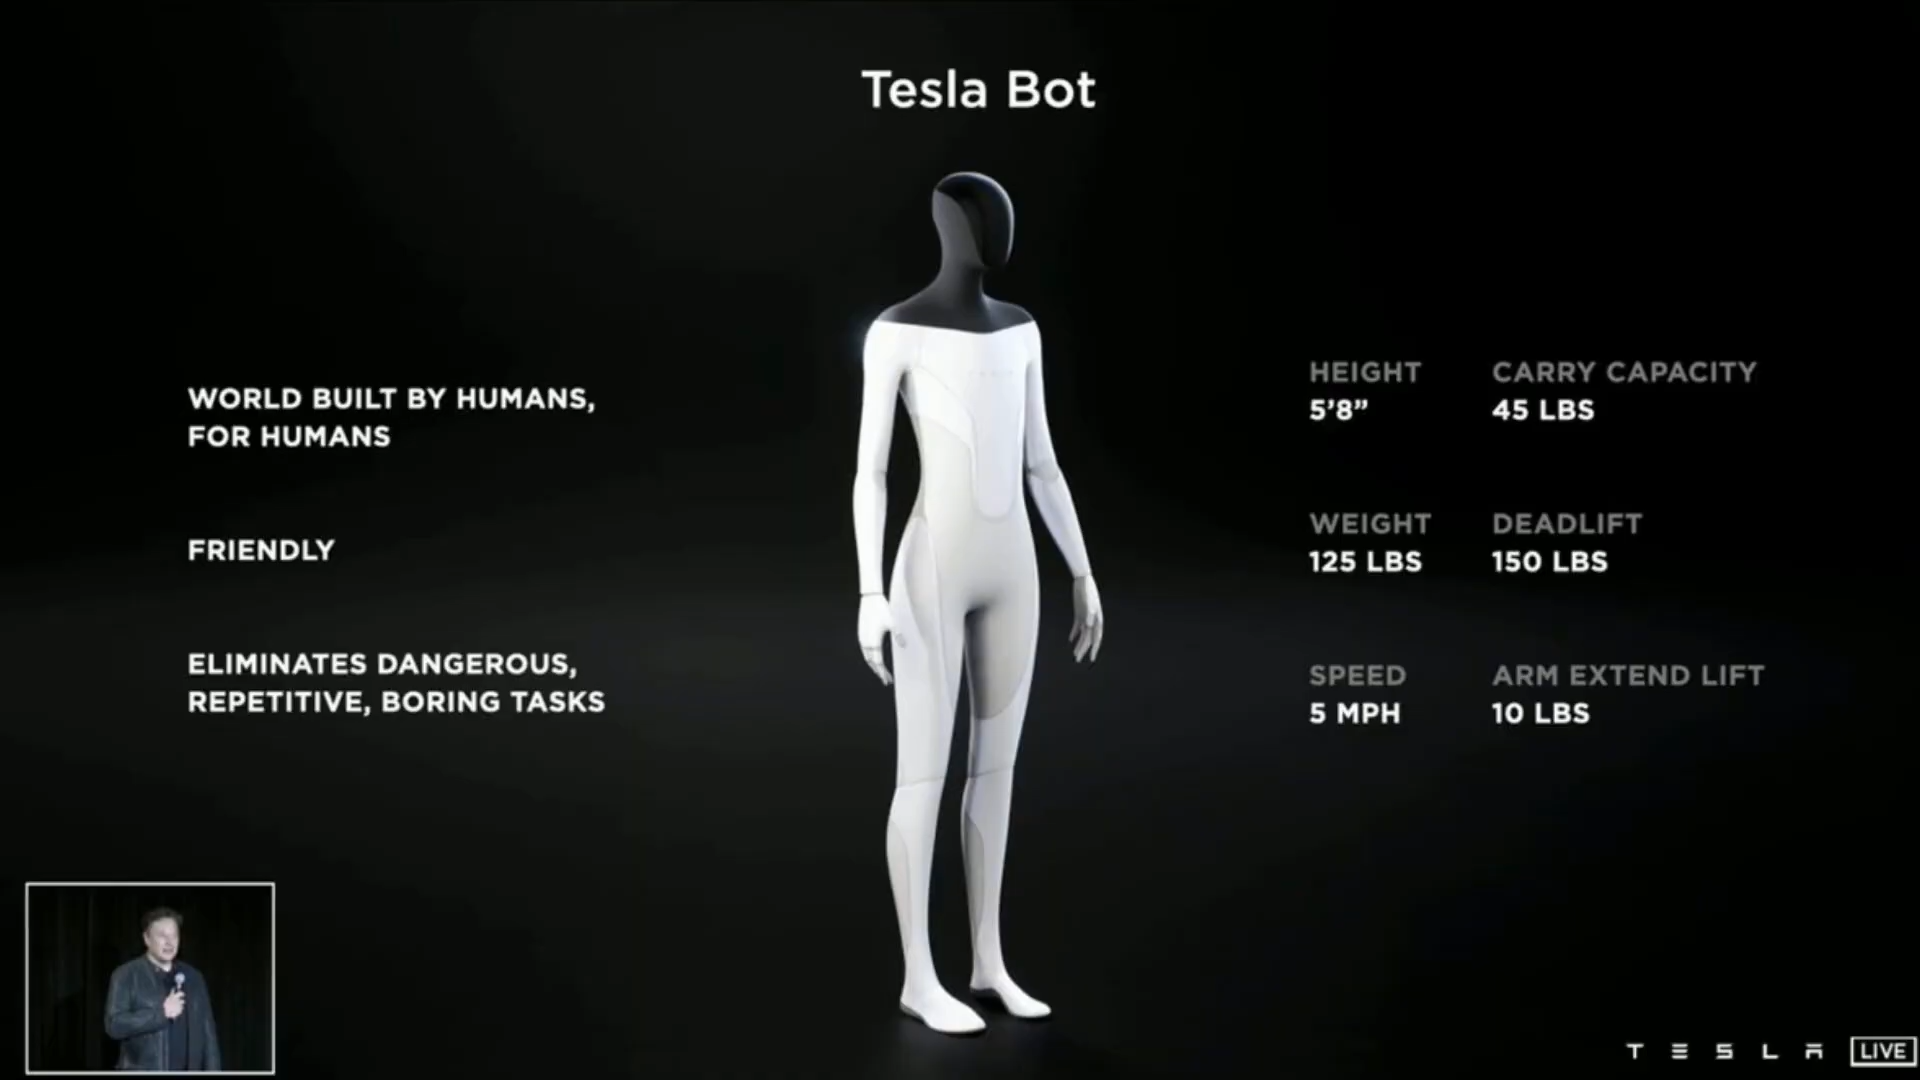 Tesla Bot
WORLD BUILT BY HUMANS,
FOR HUMANS
FRIENDLY
ELIMINATES DANGEROUS,
REPETITIVE, BORING TASKS
HEIGHT
5’8”
CARRY CAPACITY
45 LBS
WEIGHT
125 LBS
DEADLIFT
150 LBS
SPEED
5 MPH
ARM EXTEND LIFT
10 LBS
TESLA
LIVE